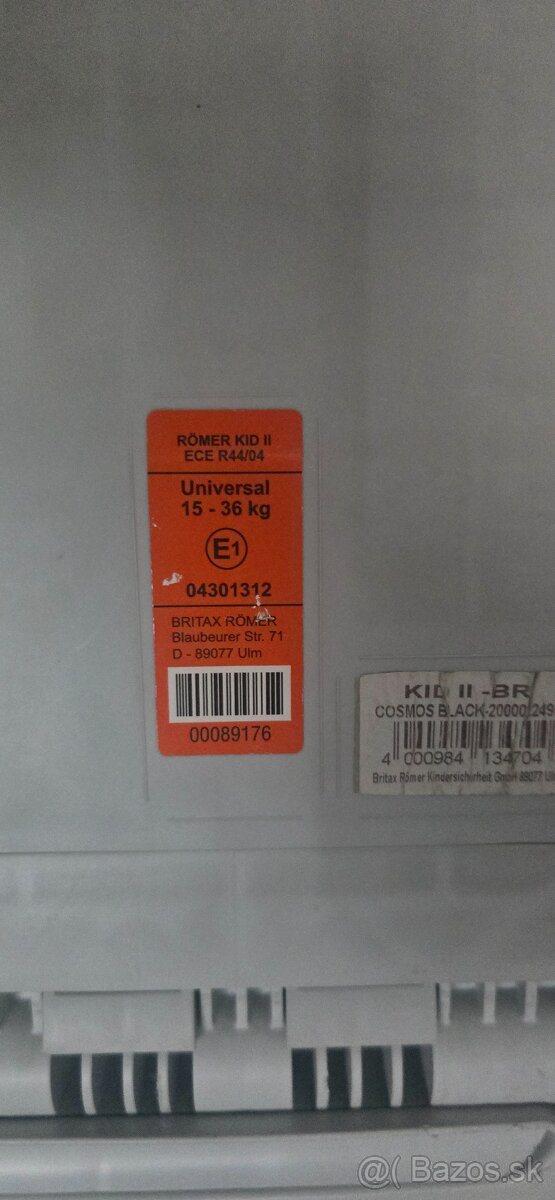 RÖMER KID II
ECE R44/04
Universal
15 - 36 kg
E1
04301312
BRITAX RÖMER
Blaubeurer Str. 71
D - 89077 Ulm
00089176
KID II -BR
COSMOS BLACK-20000
4 000984 134704
Britax Römer Kindersicherheit GmbH 89077
@( Bazos.sk